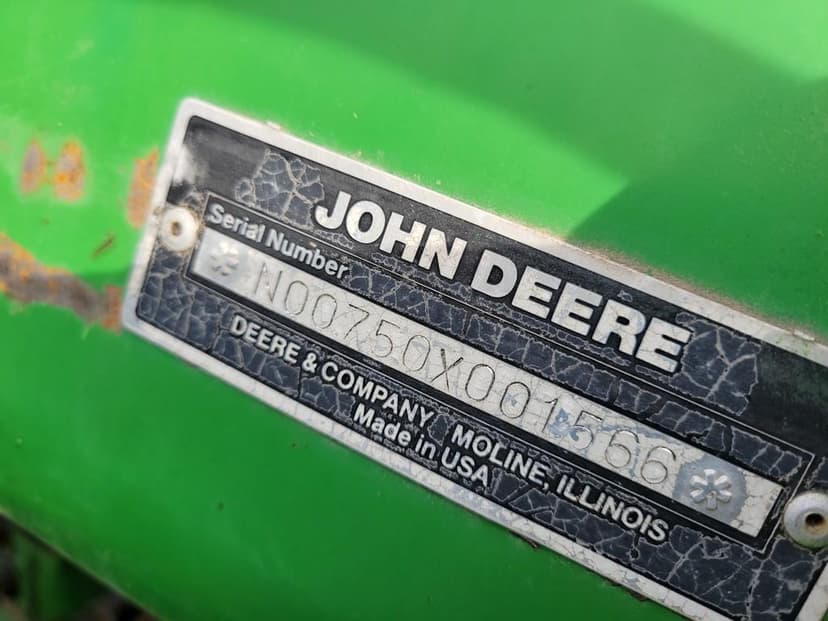 JOHN DEERE
Serial Number
*N00750X001566*
DEERE & COMPANY MOLINE, ILLINOIS
Made in USA